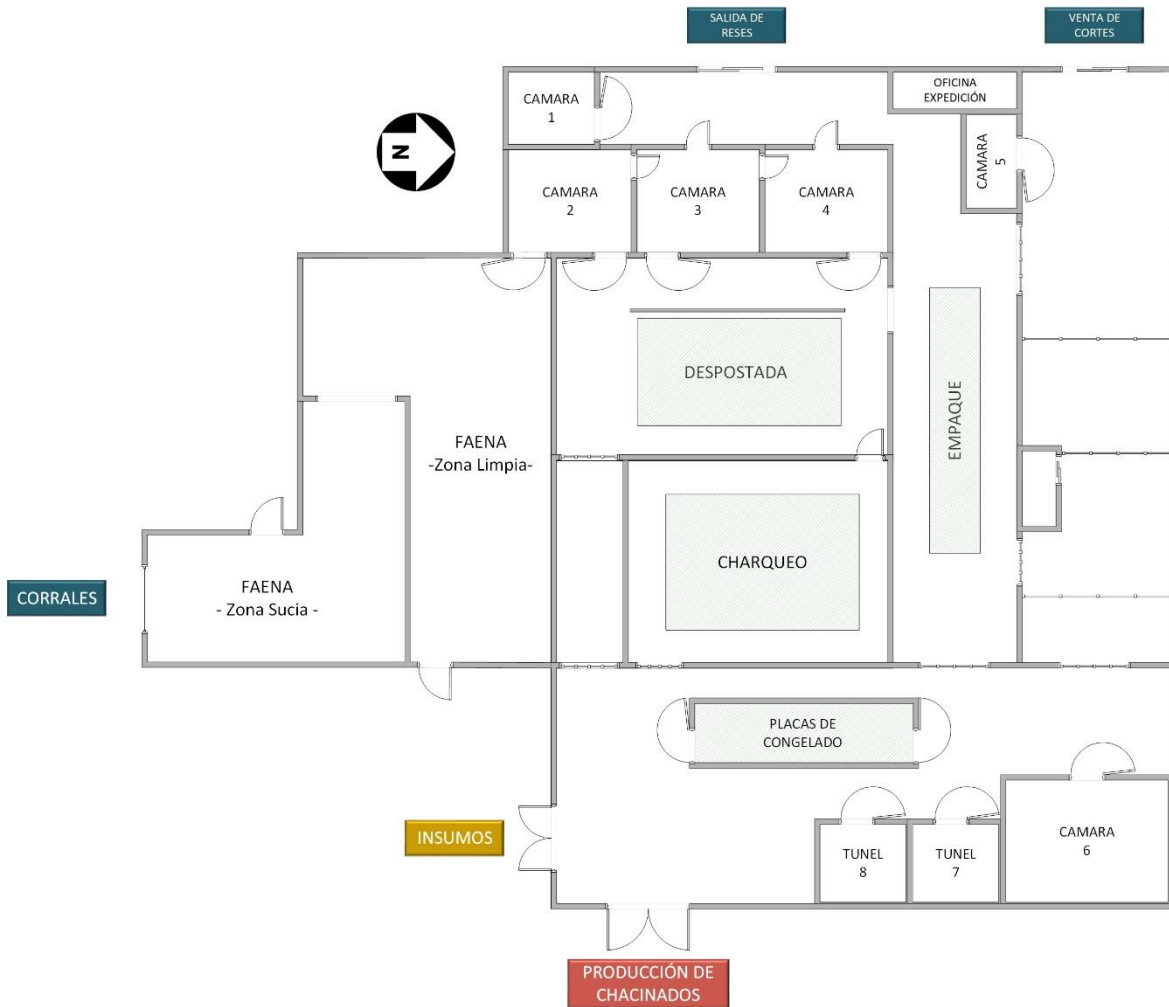 SALIDA DE
RESES
VENTA DE
CORTES
CAMARA
1
OFICINA
EXPEDICIÓN
N
CAMARA
5
CAMARA
2
CAMARA
3
CAMARA
4
DESPOSTADA
EMPAQUE
FAENA
-Zona Limpia-
CHARQUEO
CORRALES
FAENA
- Zona Sucia -
PLACAS DE
CONGELADO
INSUMOS
TUNEL
8
TUNEL
7
CAMARA
6
PRODUCCIÓN DE
CHACINADOS